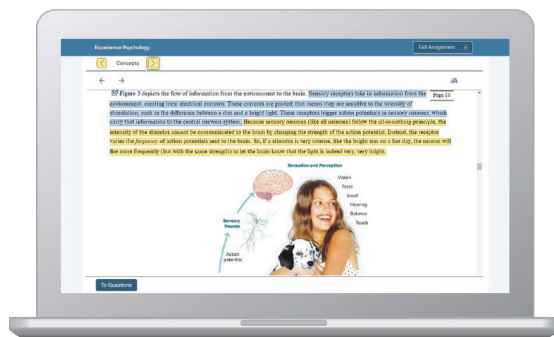 Experience Psychology
Exit Assignment X
< Concepts >
← →
AA
Figure 3 depicts the flow of information from the environment to the brain. Sensory receptors take in information from the
Page 80
environment, creating local electrical currents. These currents are graded; that means they are sensitive to the intensity of
stimulation, such as the difference between a dim and a bright light. These receptors trigger action potentials in sensory neurons, which
carry that information to the central nervous system. Because sensory neurons (like all neurons) follow the all-or-nothing principle, the
intensity of the stimulus cannot be communicated to the brain by changing the strength of the action potential. Instead, the receptor
varies the frequency of action potentials sent to the brain. So, if a stimulus is very intense, like the bright sun on a hot day, the neuron will
fire more frequently (but with the same strength) to let the brain know that the light is indeed very, very bright.
Sensation and Perception
Vision
Taste
Smell
Hearing
Balance
Touch
Sensory
Neuron
Action
potential
To Questions